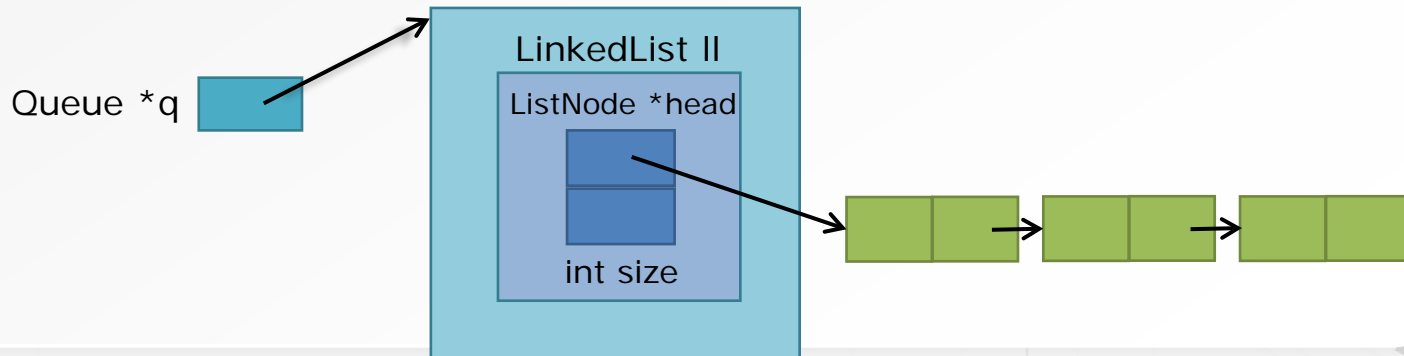 LinkedList ll
Queue *q
ListNode *head
int size